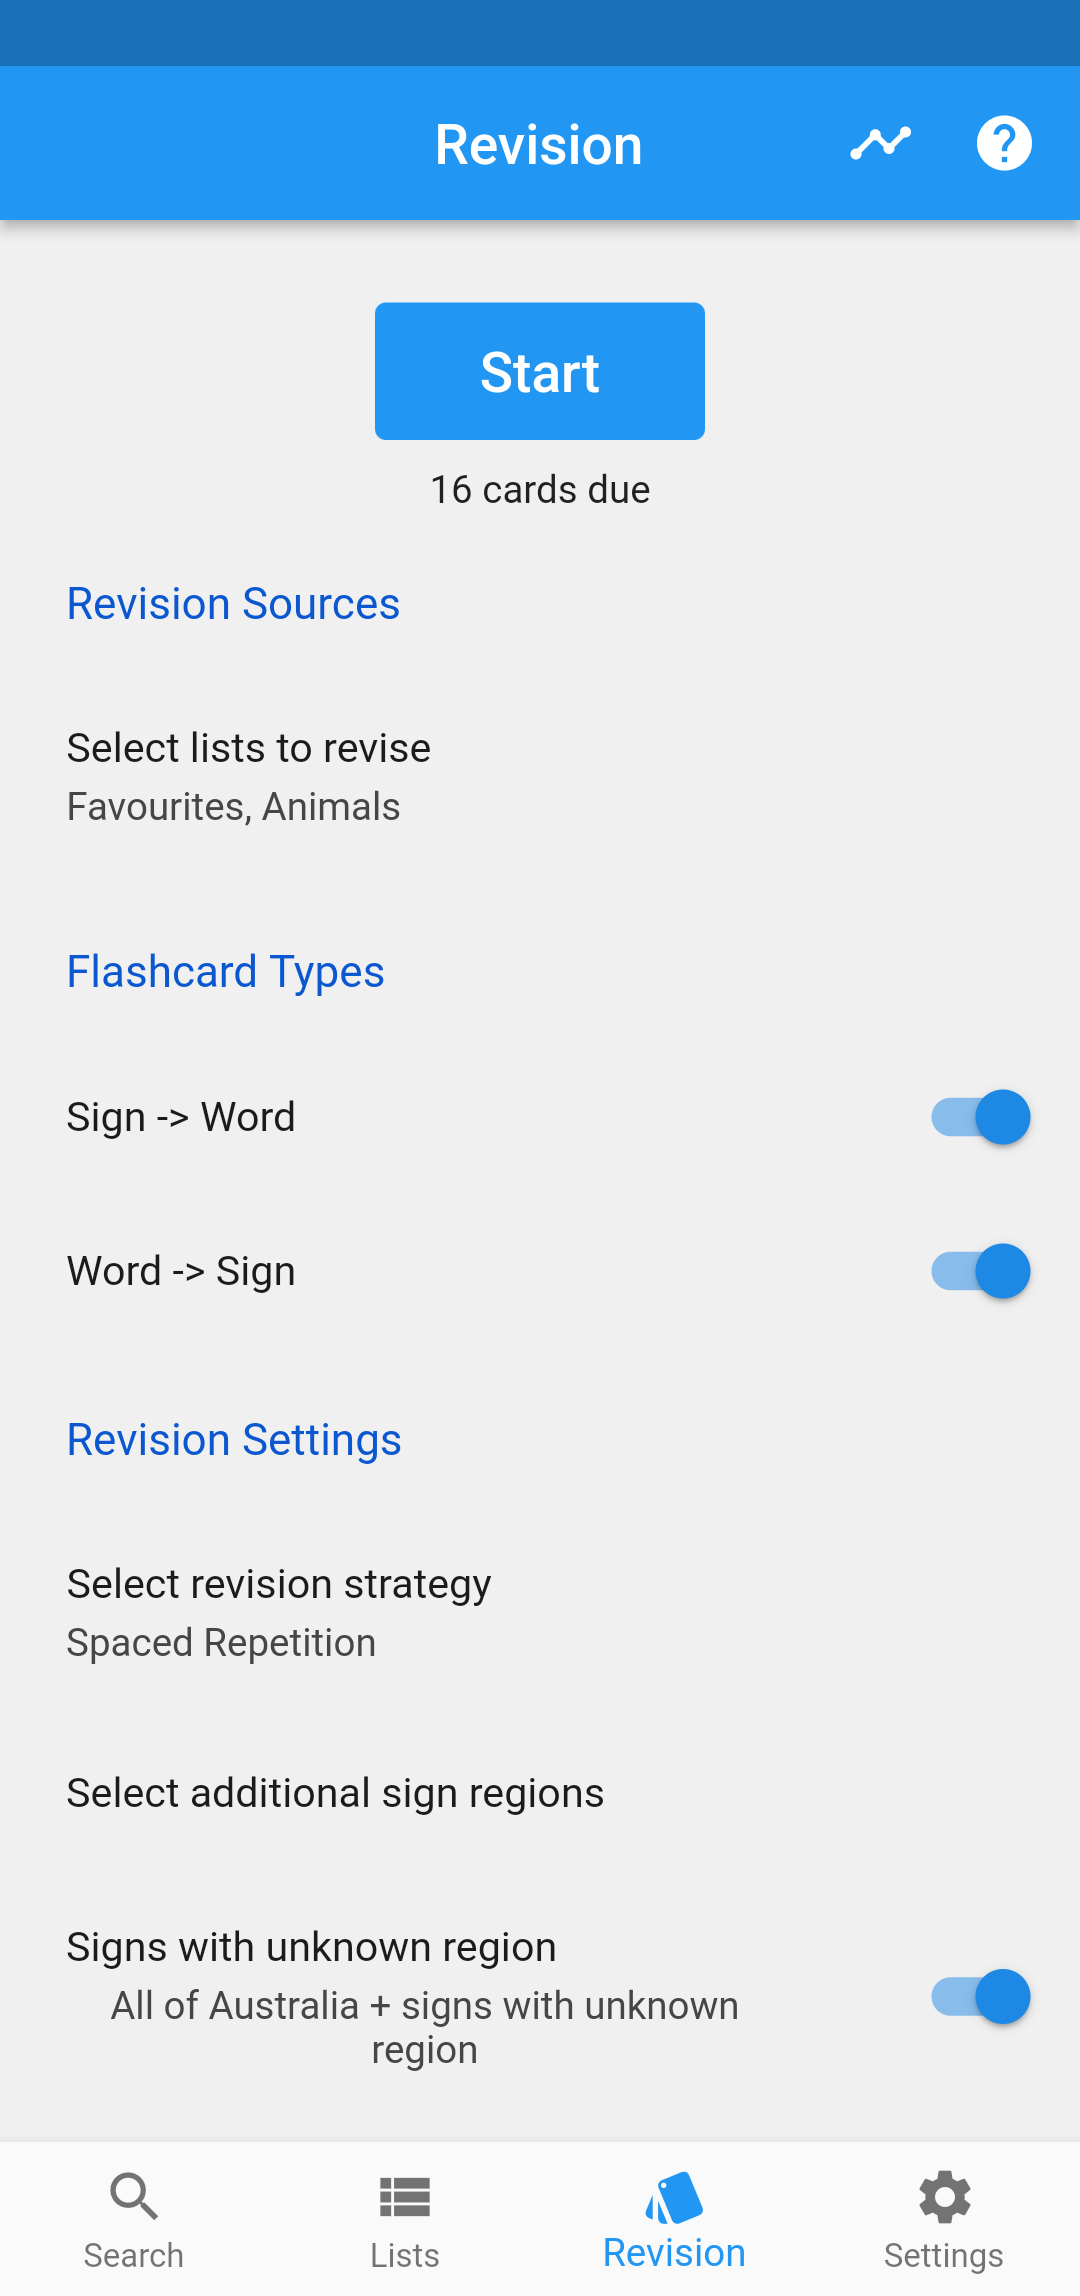 Revision
Start
16 cards due
Revision Sources
Select lists to revise
Favourites, Animals
Flashcard Types
Sign -> Word
Word -> Sign
Revision Settings
Select revision strategy
Spaced Repetition
Select additional sign regions
Signs with unknown region
All of Australia + signs with unknown
region
Search
Lists
Revision
Settings